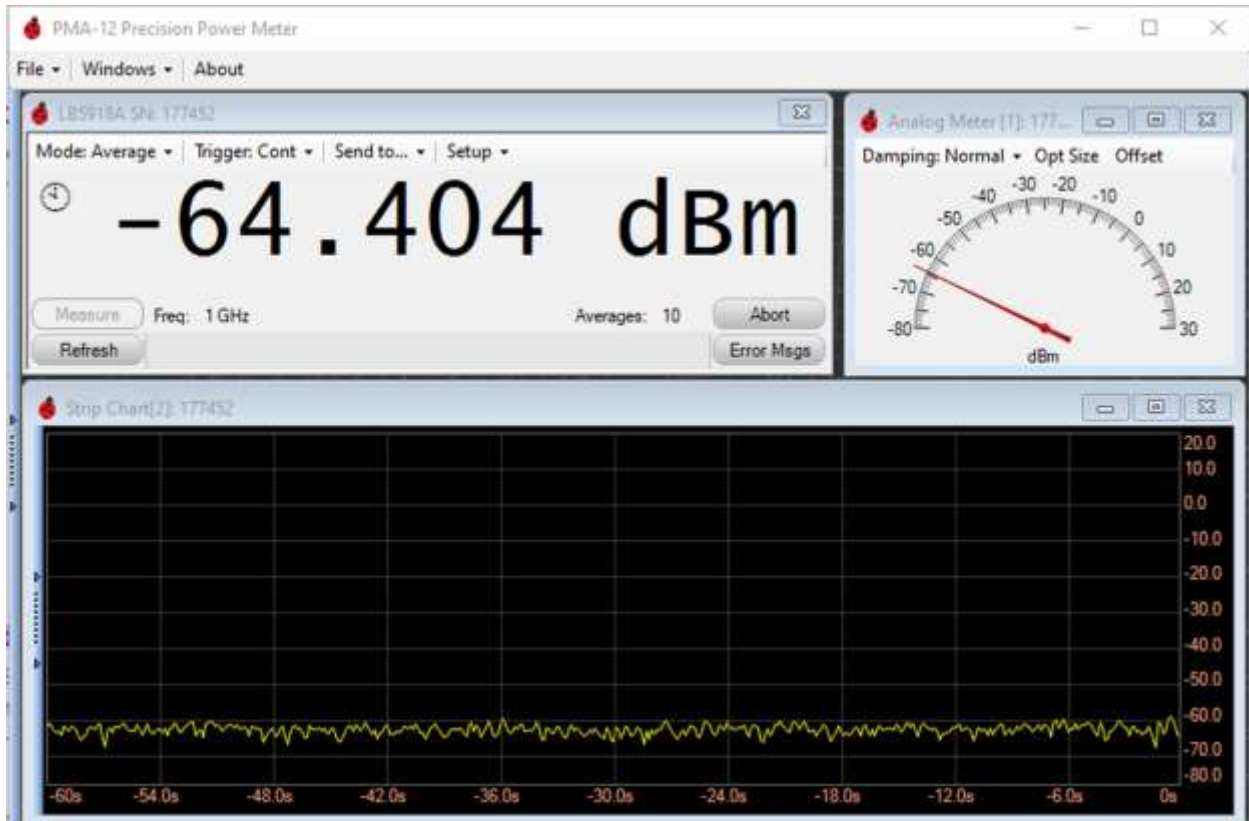 PMA-12 Precision Power Meter
File Windows About
LB5918A SN: 177452
Mode: Average Trigger: Cont Send to... Setup
-64.404 dBm
Measure Freq: 1 GHz Averages: 10 Abort
Refresh Error Msgs
Analog Meter [1]: 177...
Damping: Normal Opt Size Offset
-80 -70 -60 -50 -40 -30 -20 -10 0 10 20 30
dBm
Strip Chart[2]: 177452
20.0
10.0
0.0
-10.0
-20.0
-30.0
-40.0
-50.0
-60.0
-70.0
-80.0
-60s -54.0s -48.0s -42.0s -36.0s -30.0s -24.0s -18.0s -12.0s -6.0s 0s